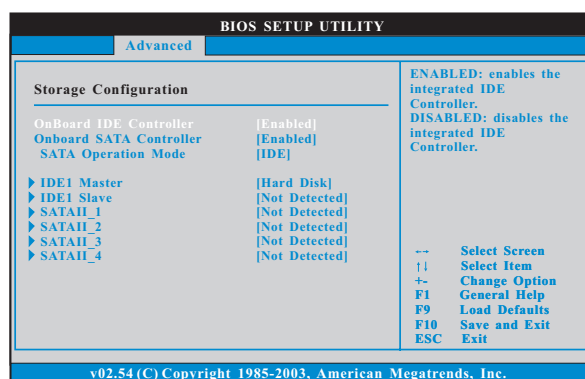 BIOS SETUP UTILITY
Advanced
Storage Configuration
OnBoard IDE Controller [Enabled]
Onboard SATA Controller [Enabled]
SATA Operation Mode [IDE]
IDE1 Master [Hard Disk]
IDE1 Slave [Not Detected]
SATAII_1 [Not Detected]
SATAII_2 [Not Detected]
SATAII_3 [Not Detected]
SATAII_4 [Not Detected]
ENABLED: enables the
integrated IDE
Controller.
DISABLED: disables the
integrated IDE
Controller.
←→ Select Screen
↑↓ Select Item
+- Change Option
F1 General Help
F9 Load Defaults
F10 Save and Exit
ESC Exit
v02.54 (C) Copyright 1985-2003, American Megatrends, Inc.